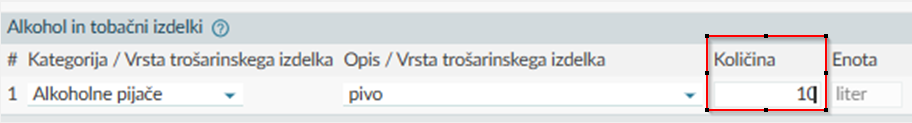 Alkohol in tobačni izdelki ?
# Kategorija / Vrsta trošarinskega izdelka Opis / Vrsta trošarinskega izdelka Količina Enota
1 Alkoholne pijače pivo 10 liter